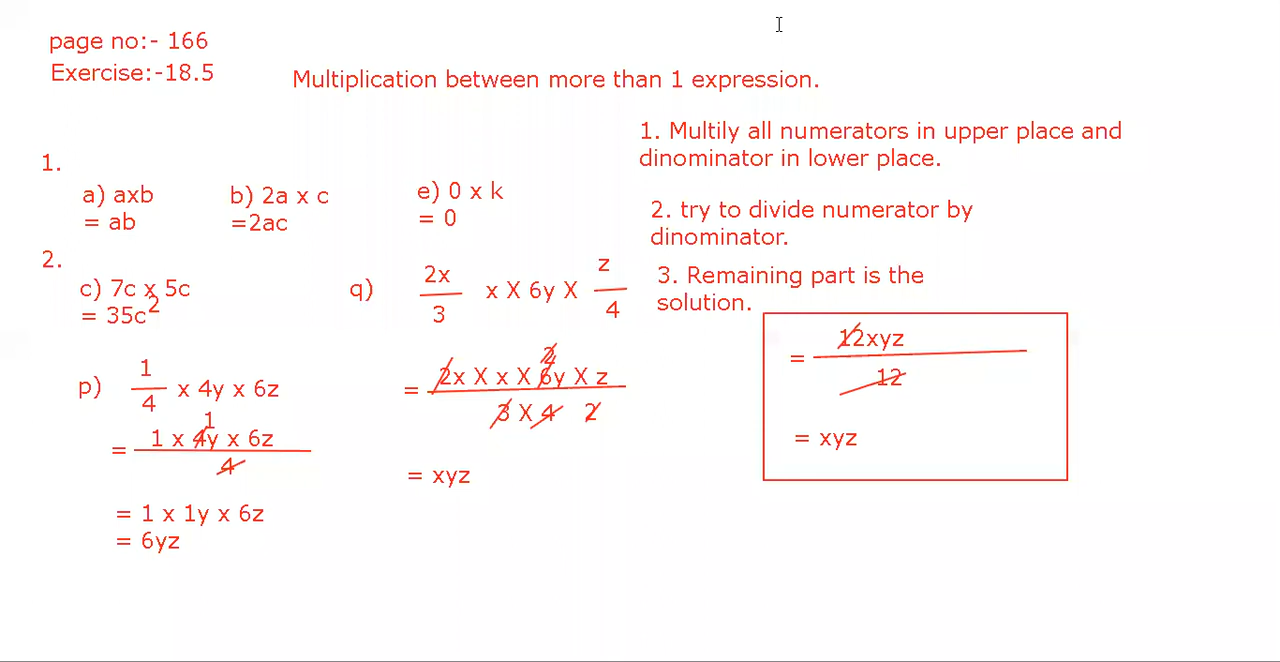 page no:- 166
Exercise:-18.5
Multiplication between more than 1 expression.
1. Multily all numerators in upper place and
dinominator in lower place.
2. try to divide numerator by
dinominator.
3. Remaining part is the
solution.
1.
a) axb
= ab
b) 2a x c
=2ac
e) 0 x k
= 0
2.
c) 7c x 5c
= 35c²
p) 1/4 x 4y x 6z
1
= 1 x 4y x 6z / 4
= 1 x 1y x 6z
= 6yz
q) 2x/3 x X 6y X z/4
2
= 2x X x X 6y X z / 3 X 4 2
= xyz
= 12xyz / 12
= xyz